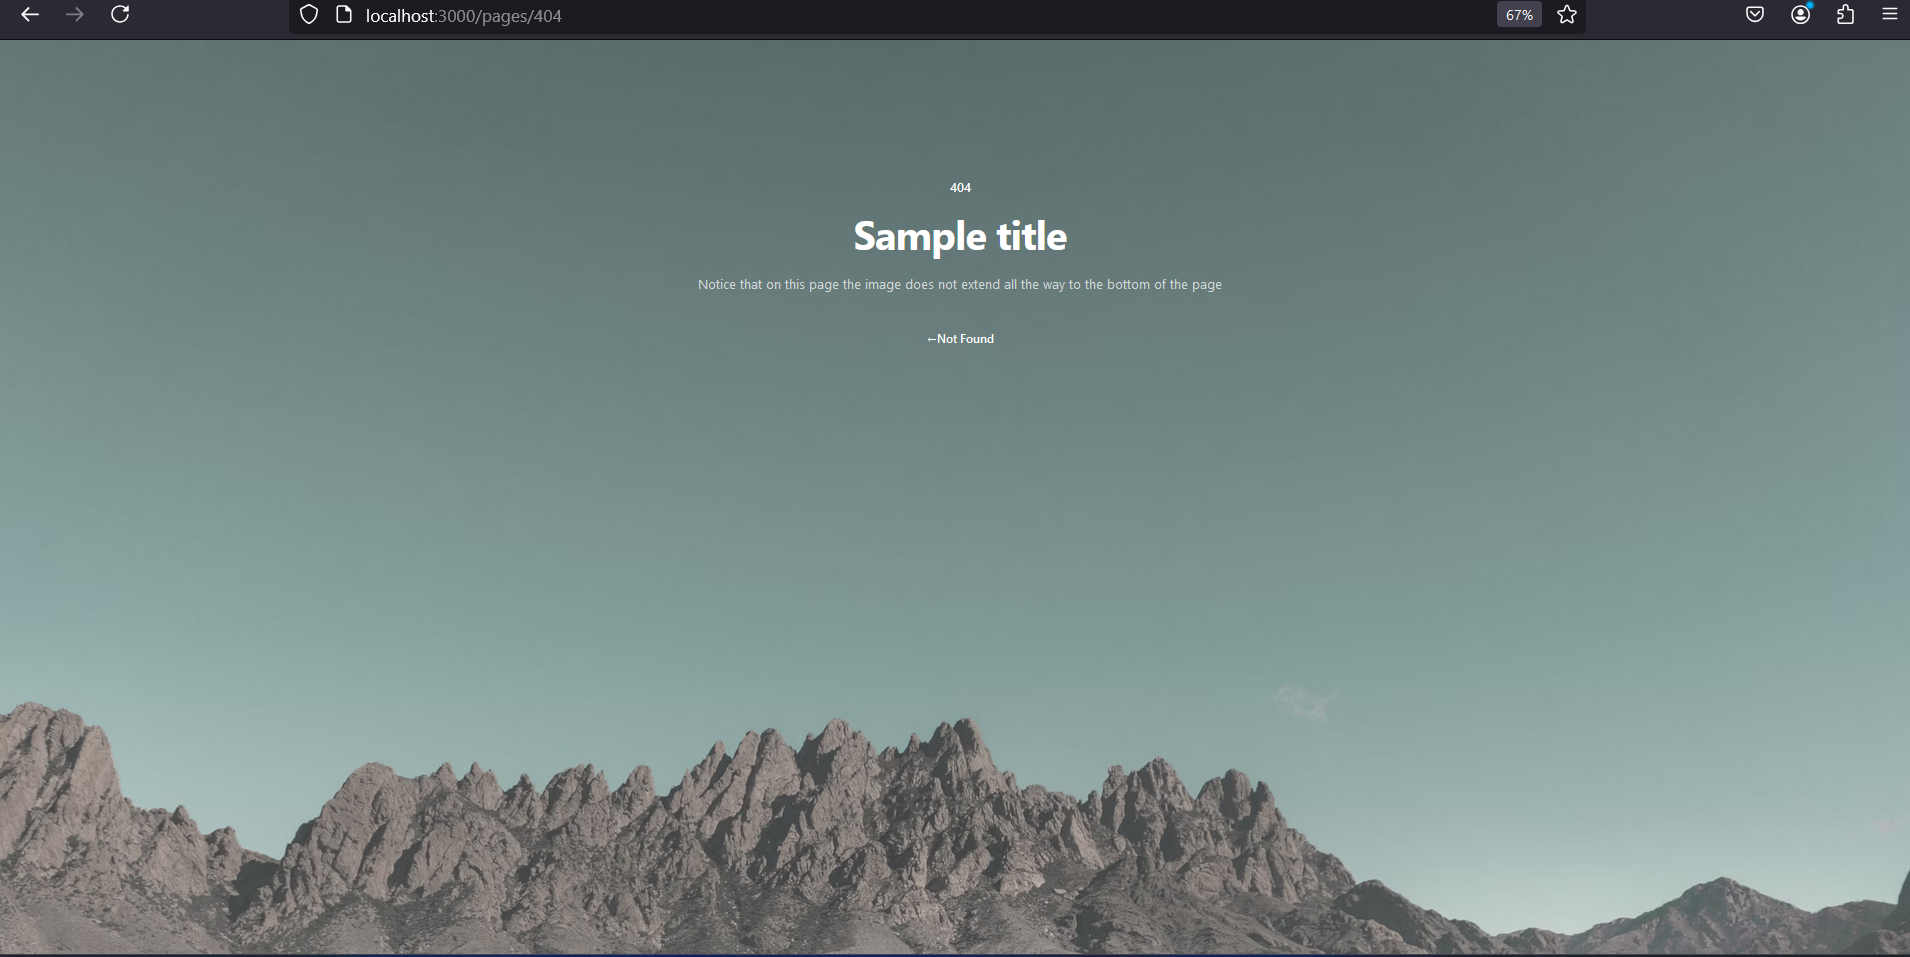 localhost:3000/pages/404
67%
404
Sample title
Notice that on this page the image does not extend all the way to the bottom of the page
←Not Found